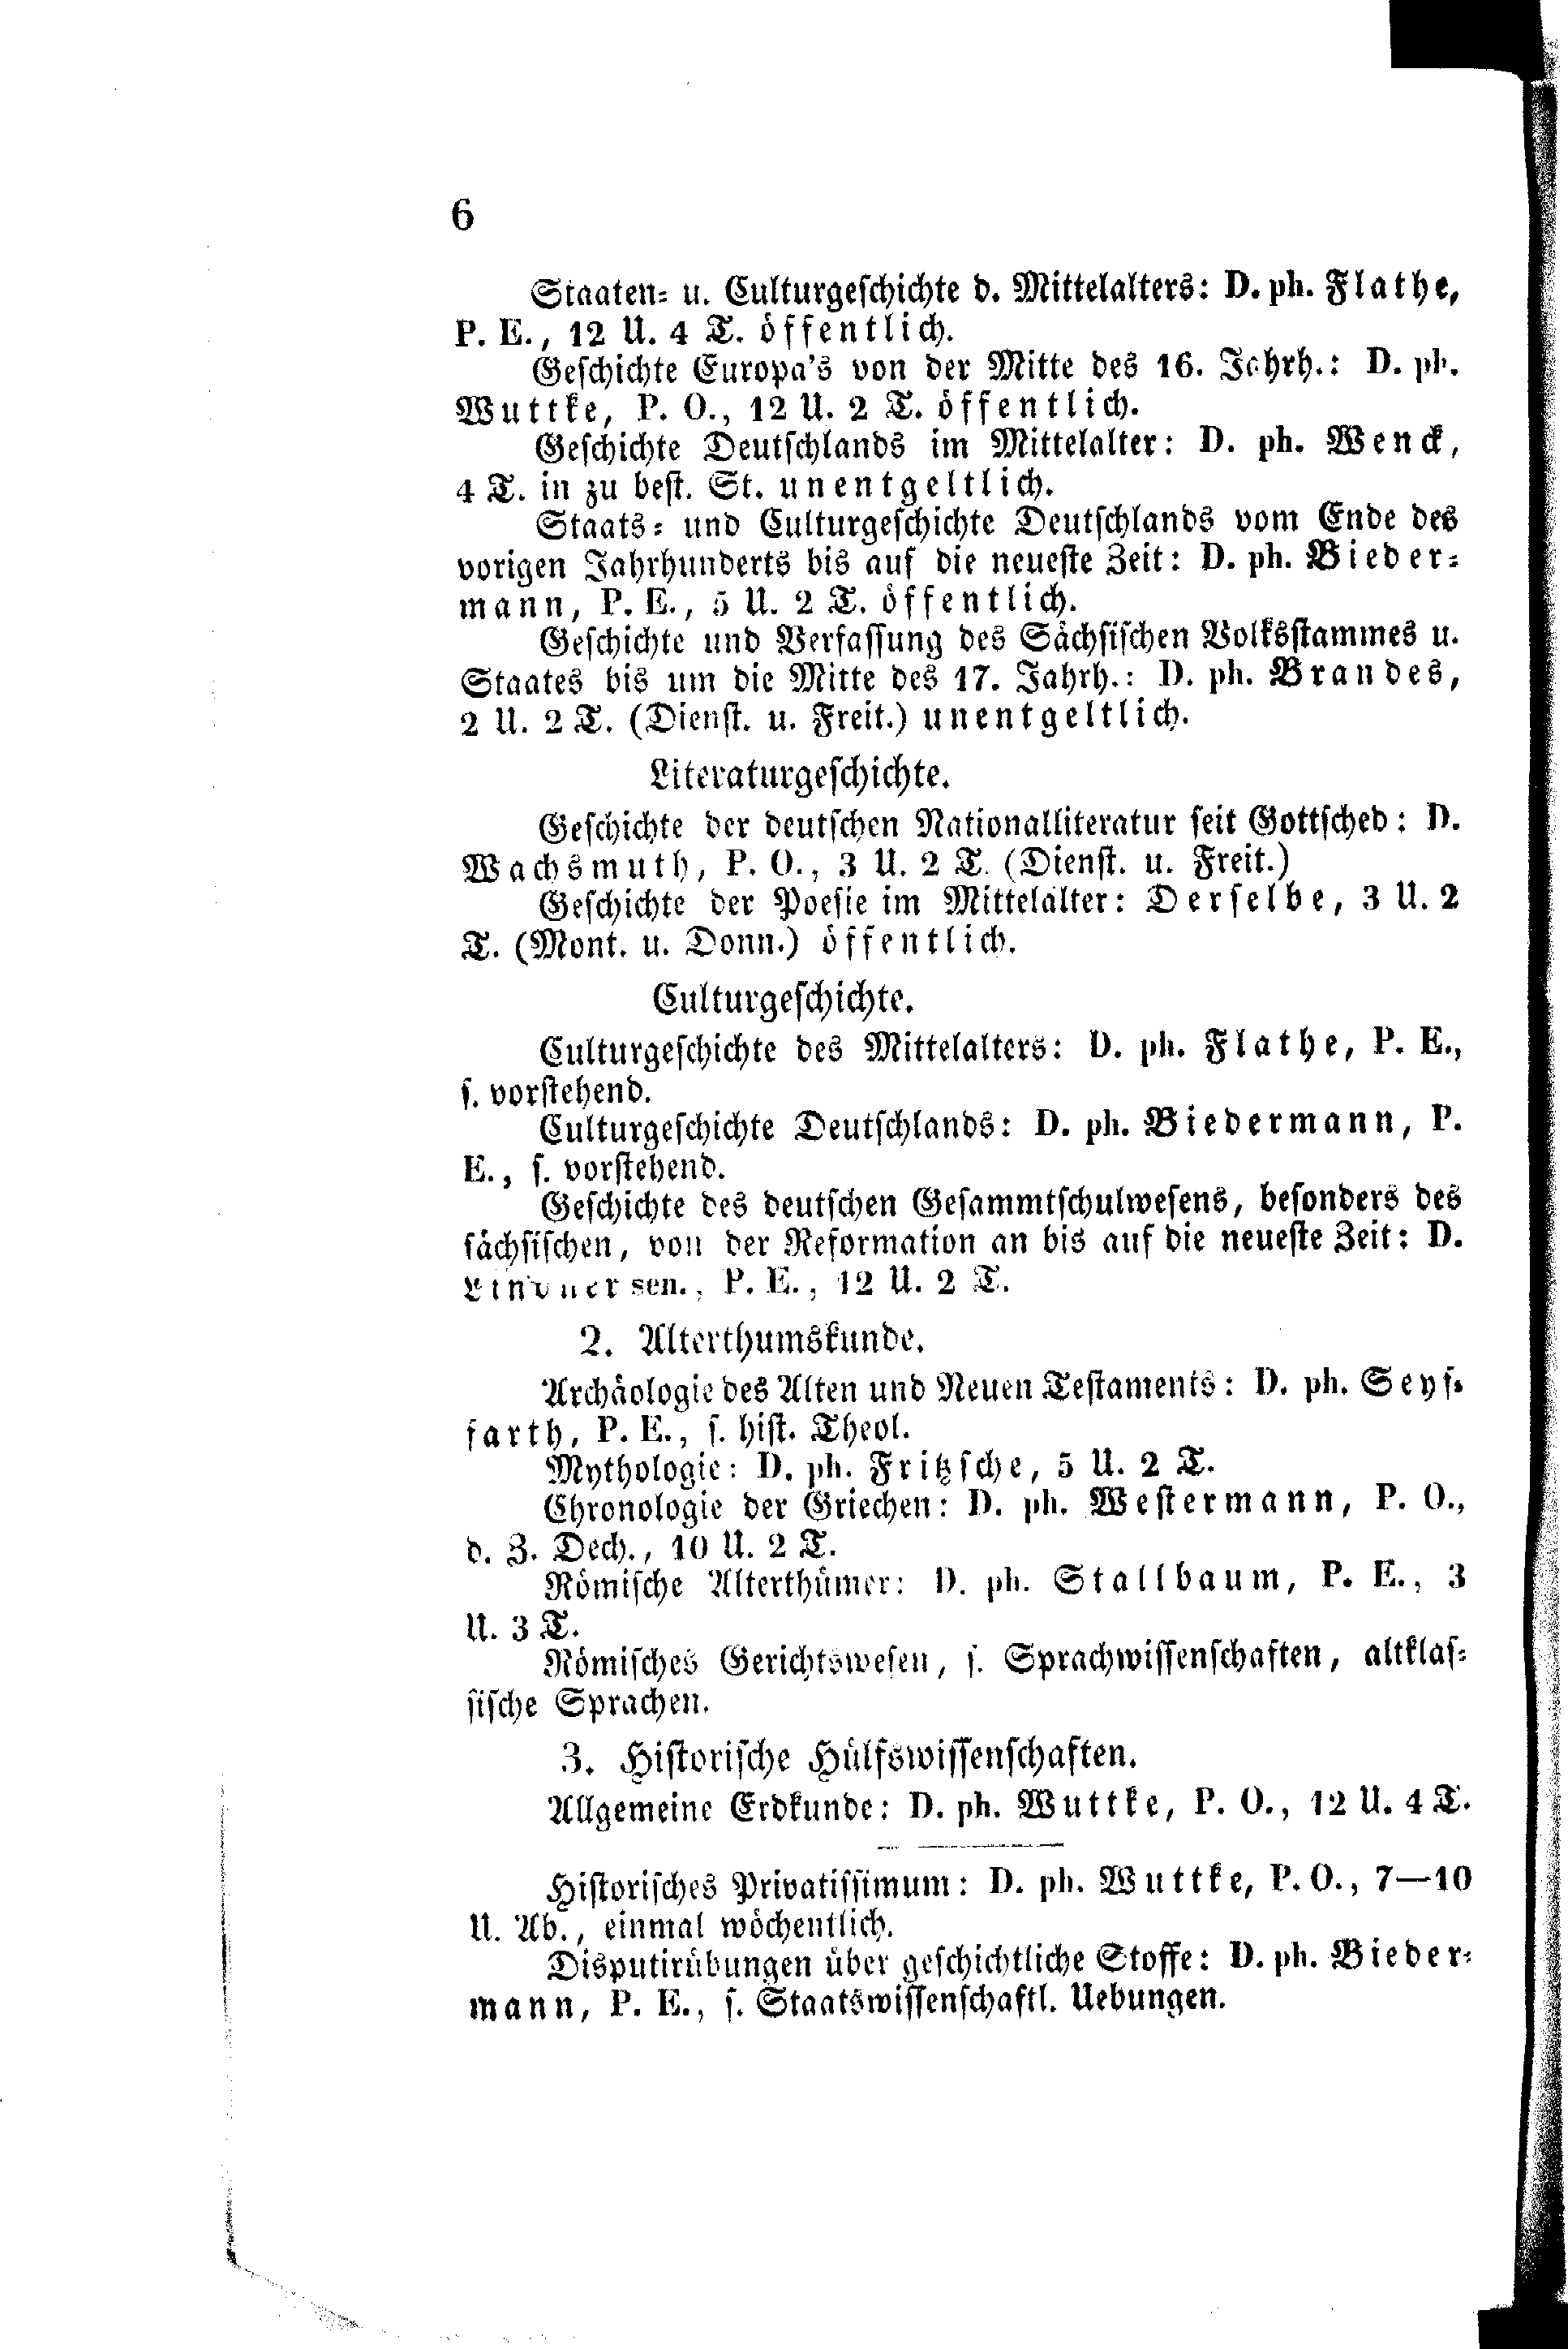 6
Staaten- u. Culturgeschichte d. Mittelalters: D. ph. Flathe,
P. E., 12 U. 4 T. öffentlich.
Geschichte Europa's von der Mitte des 16. Jahrh.: D. ph.
Wuttke, P. O., 12 U. 2 T. öffentlich.
Geschichte Deutschlands im Mittelalter: D. ph. Wenck,
4 T. in zu best. St. unentgeltlich.
Staats- und Culturgeschichte Deutschlands vom Ende des
vorigen Jahrhunderts bis auf die neueste Zeit: D. ph. Bieder-
mann, P. E., 5 U. 2 T. öffentlich.
Geschichte und Verfassung des Sächsischen Volksstammes u.
Staates bis um die Mitte des 17. Jahrh.: D. ph. Brandes,
2 U. 2 T. (Dienst. u. Freit.) unentgeltlich.
Literaturgeschichte.
Geschichte der deutschen Nationalliteratur seit Gottsched: D.
Wachsmuth, P. O., 3 U. 2 T. (Dienst. u. Freit.)
Geschichte der Poesie im Mittelalter: Derselbe, 3 U. 2
T. (Mont. u. Donn.) öffentlich.
Culturgeschichte.
Culturgeschichte des Mittelalters: D. ph. Flathe, P. E.,
s. vorstehend.
Culturgeschichte Deutschlands: D. ph. Biedermann, P.
E., s. vorstehend.
Geschichte des deutschen Gesammtschulwesens, besonders des
sächsischen, von der Reformation an bis auf die neueste Zeit: D.
Lindner sen., P. E., 12 U. 2 T.
2. Alterthumskunde.
Archäologie des Alten und Neuen Testaments: D. ph. Seyf-
farth, P. E., s. hist. Theol.
Mythologie: D. ph. Fritzsche, 5 U. 2 T.
Chronologie der Griechen: D. ph. Westermann, P. O.,
d. Z. Dech., 10 U. 2 T.
Römische Alterthümer: D. ph. Stallbaum, P. E., 3
U. 3 T.
Römisches Gerichtswesen, s. Sprachwissenschaften, altklas-
sische Sprachen.
3. Historische Hülfswissenschaften.
Allgemeine Erdkunde: D. ph. Wuttke, P. O., 12 U. 4 T.
Historisches Privatissimum: D. ph. Wuttke, P. O., 7—10
U. Ab., einmal wöchentlich.
Disputirübungen über geschichtliche Stoffe: D. ph. Bieder-
mann, P. E., s. Staatswissenschaftl. Uebungen.